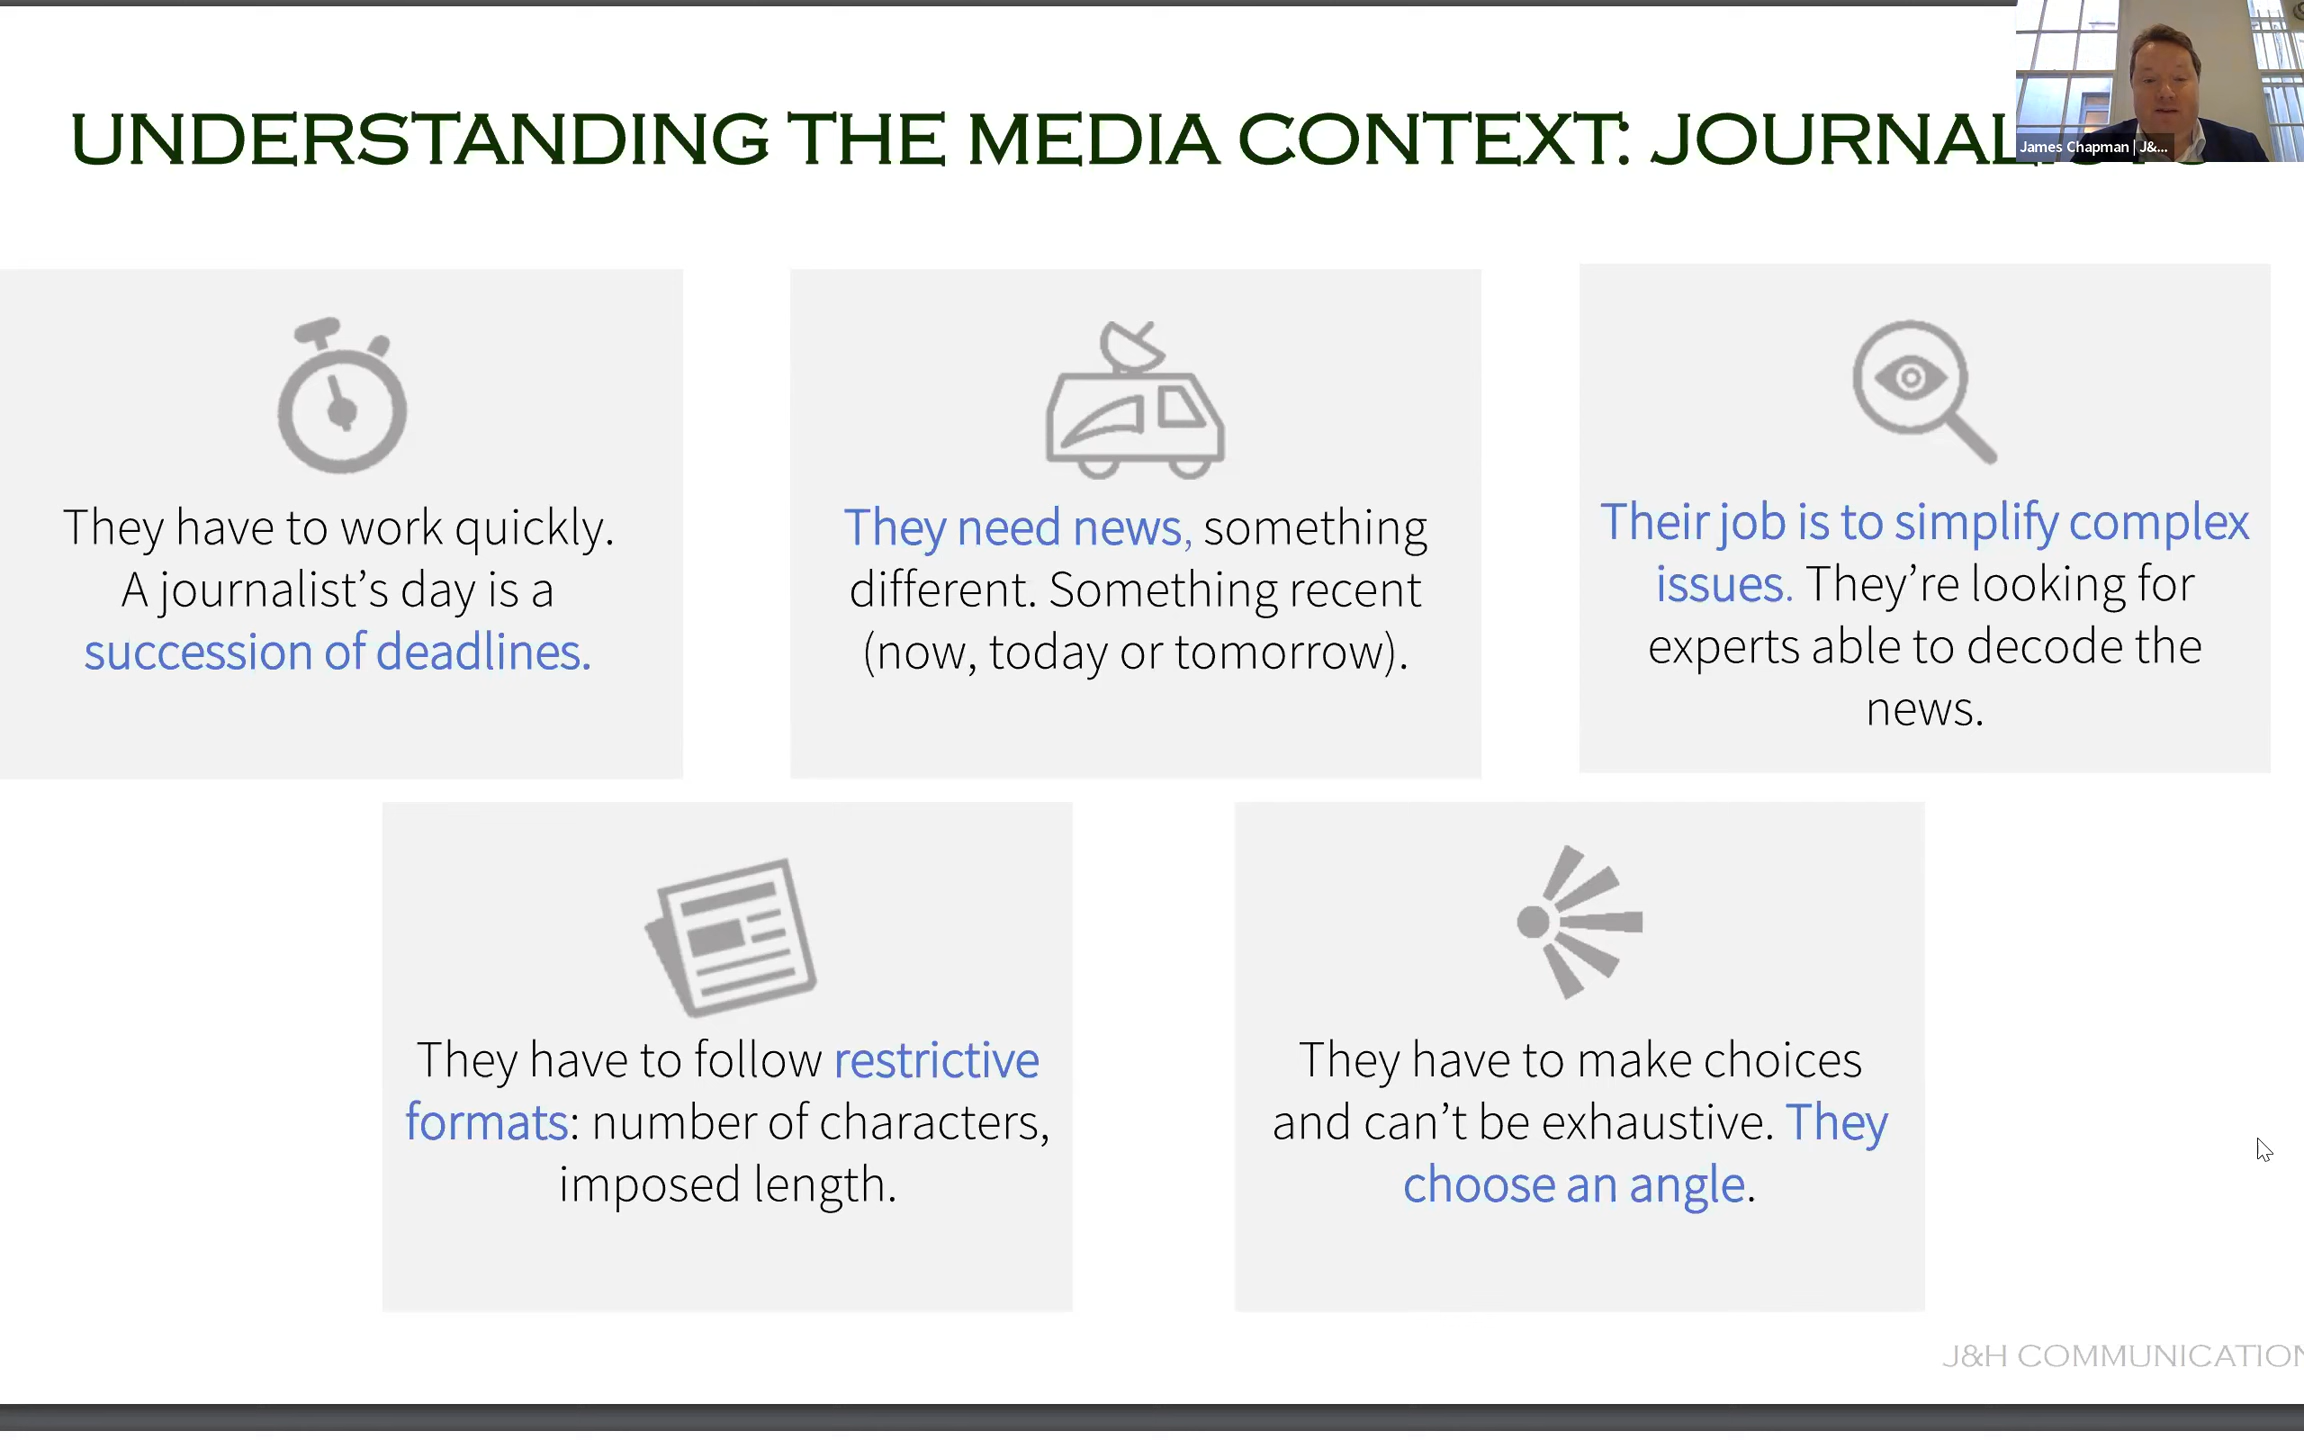 UNDERSTANDING THE MEDIA CONTEXT:
James Chapman | J&...
They have to work quickly.
A journalist’s day is a
succession of deadlines.
They need news, something
different. Something recent
(now, today or tomorrow).
Their job is to simplify complex
issues. They’re looking for
experts able to decode the
news.
They have to follow restrictive
formats: number of characters,
imposed length.
They have to make choices
and can’t be exhaustive. They
choose an angle.
J&H